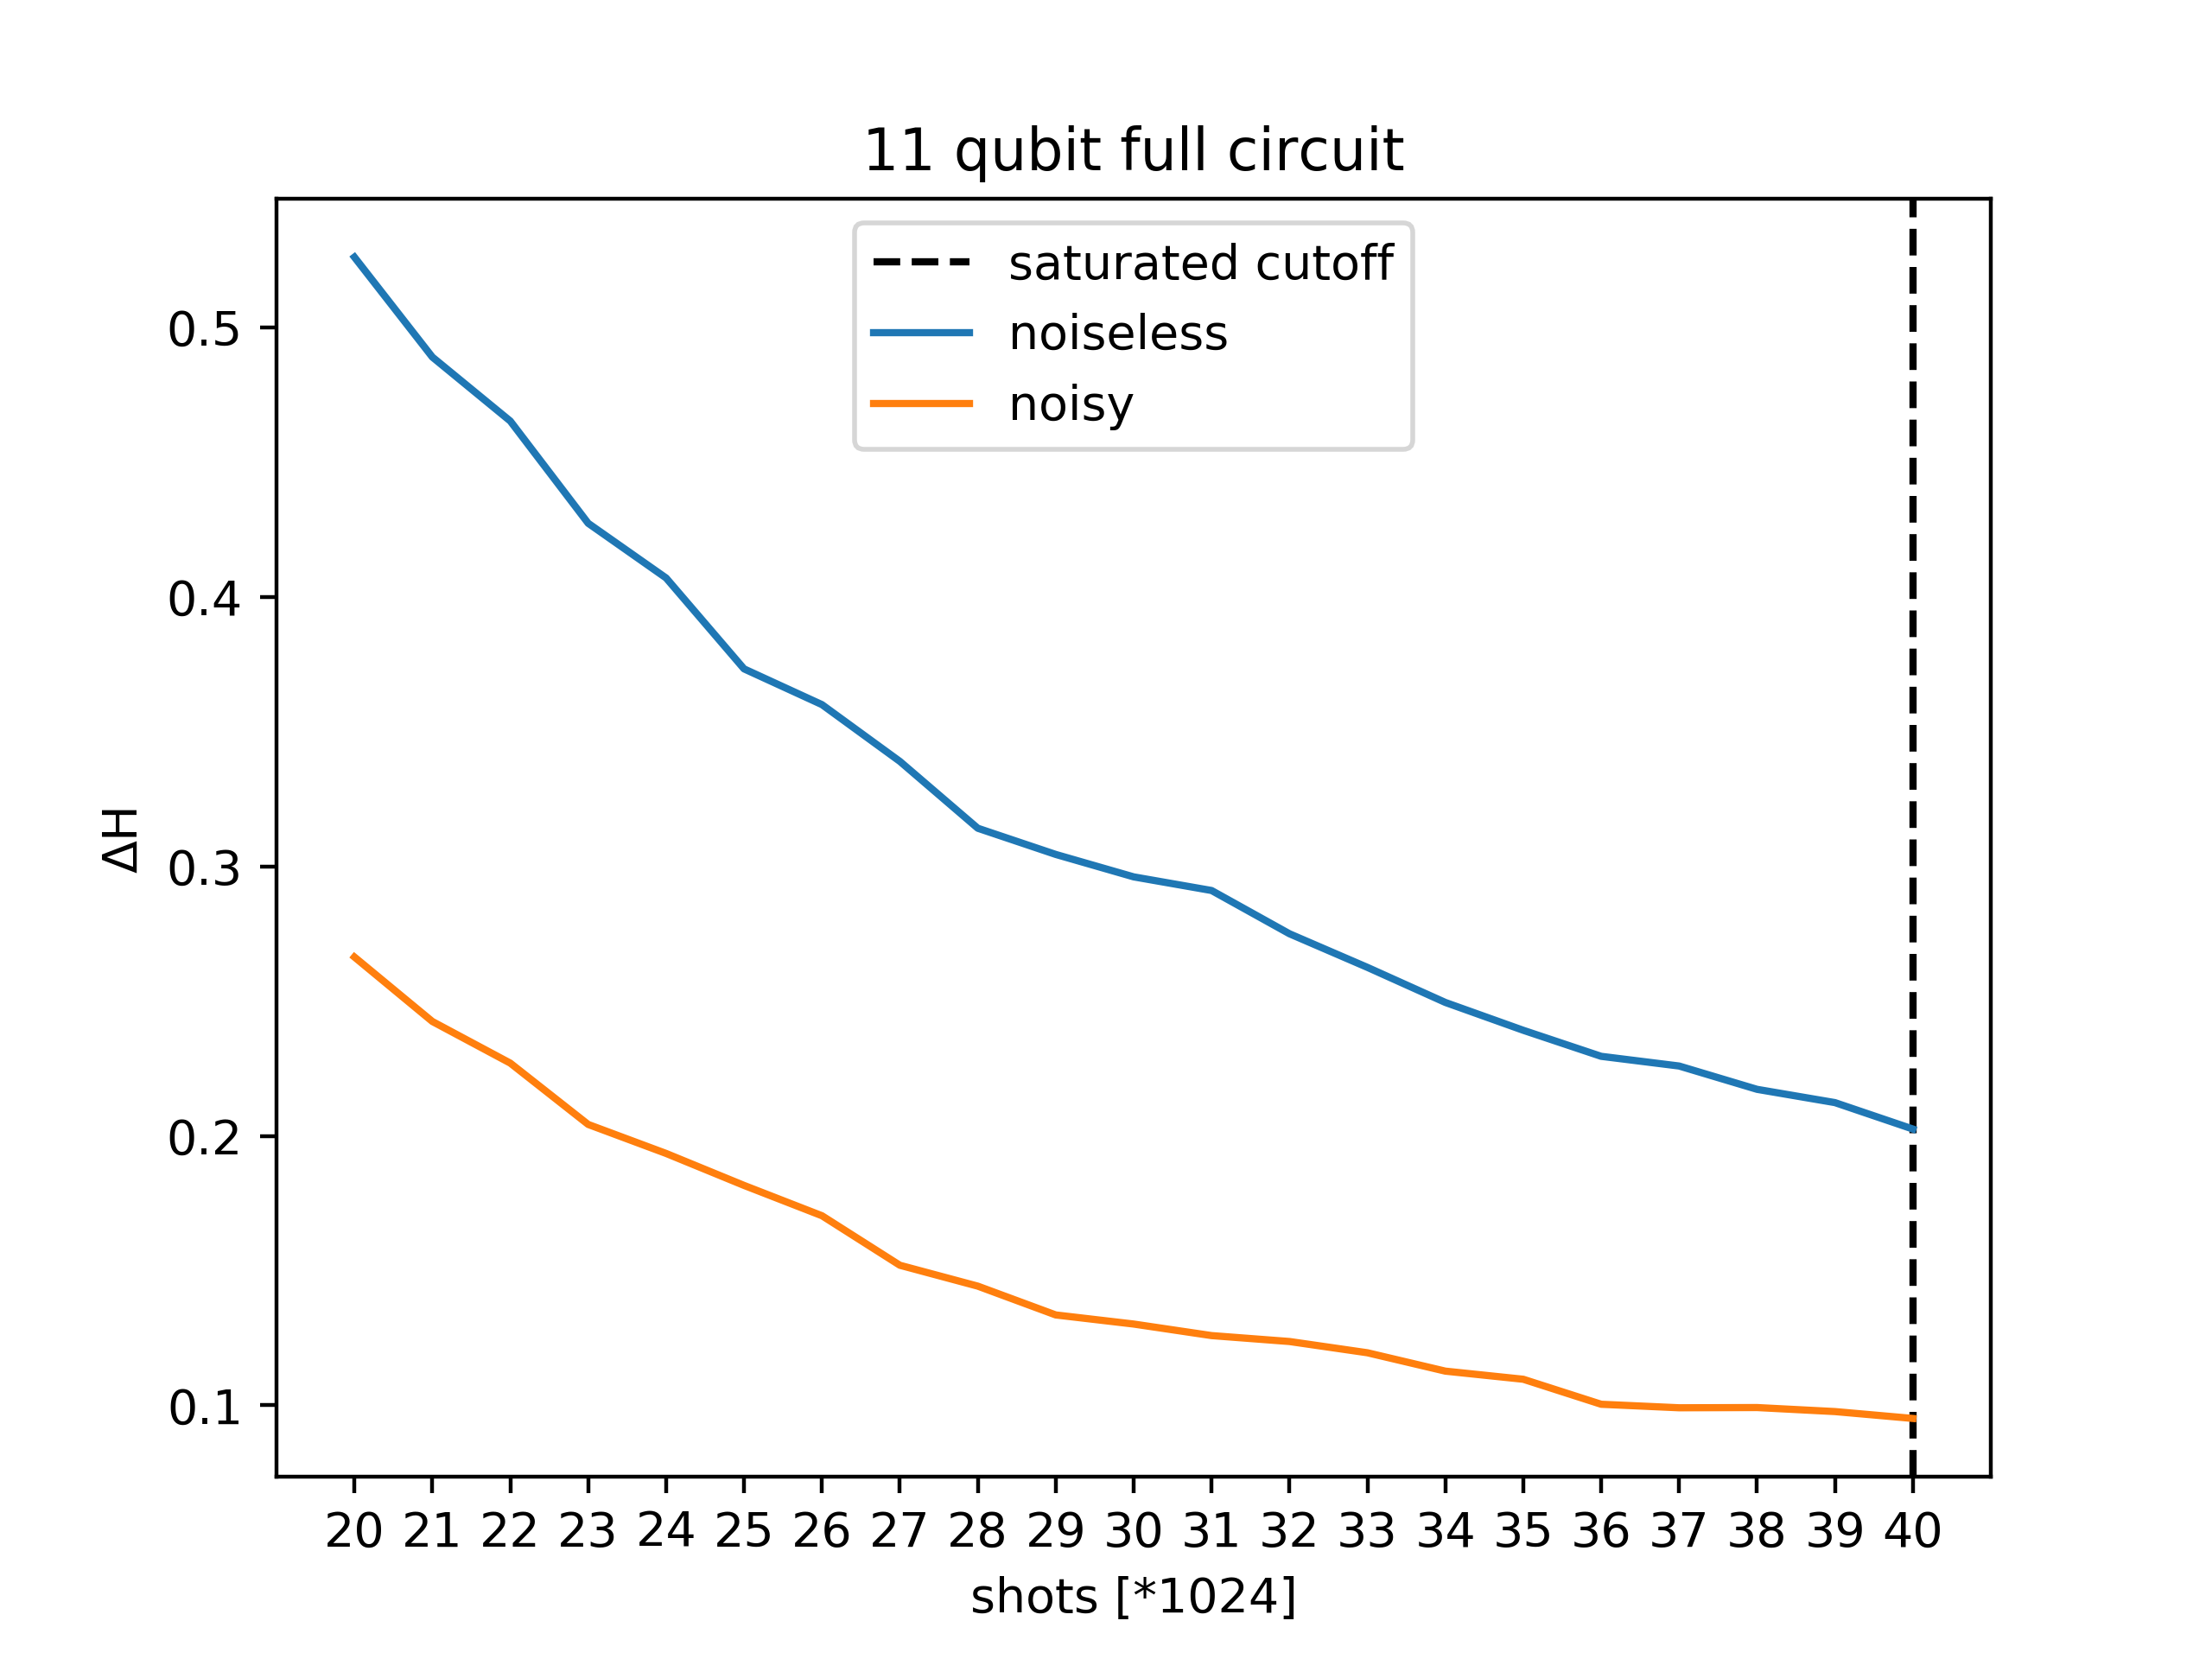 11 qubit full circuit
saturated cutoff
noiseless
noisy
0.5
0.4
0.3
0.2
0.1
ΔH
20 21 22 23 24 25 26 27 28 29 30 31 32 33 34 35 36 37 38 39 40
shots [*1024]